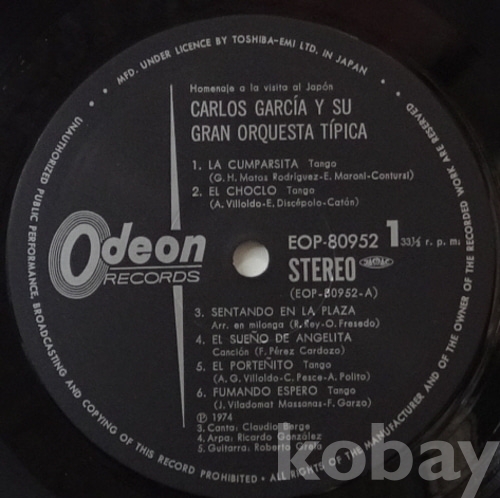 MFD. UNDER LICENCE BY TOSHIBA-EMI LTD. IN JAPAN
Homenaje a la visita al Japón
CARLOS GARCÍA Y SU
GRAN ORQUESTA TÍPICA
1. LA CUMPARSITA Tango
(G. H. Matos Rodríguez-E. Maroni-Contursi)
2. EL CHOCLO Tango
(A. Villoldo-E. Discépolo-Catán)
Odeon
RECORDS
EOP-80952 1 33⅓ r. p. m.
STEREO
(EOP-80952-A)
3. SENTANDO EN LA PLAZA
Arr. en milonga (R. Rey-O. Fresedo)
4. EL SUEÑO DE ANGELITA
Canción (F. Pérez Cardozo)
5. EL PORTEÑITO Tango
(A. G. Villoldo-C. Pesce-A. Polito)
6. FUMANDO ESPERO Tango
(J. Viladomat Massanas-F. Garzo)
Ⓟ 1974
3. Canta: Claudio Berge
4. Arpa: Ricardo González
5. Guitarra: Roberto Grela
UNAUTHORIZED PUBLIC PERFORMANCE, BROADCASTING AND COPYING OF THIS RECORD PROHIBITED • ALL RIGHTS OF THE MANUFACTURER AND OF THE OWNER OF THE RECORDED WORK ARE RESERVED
kobay